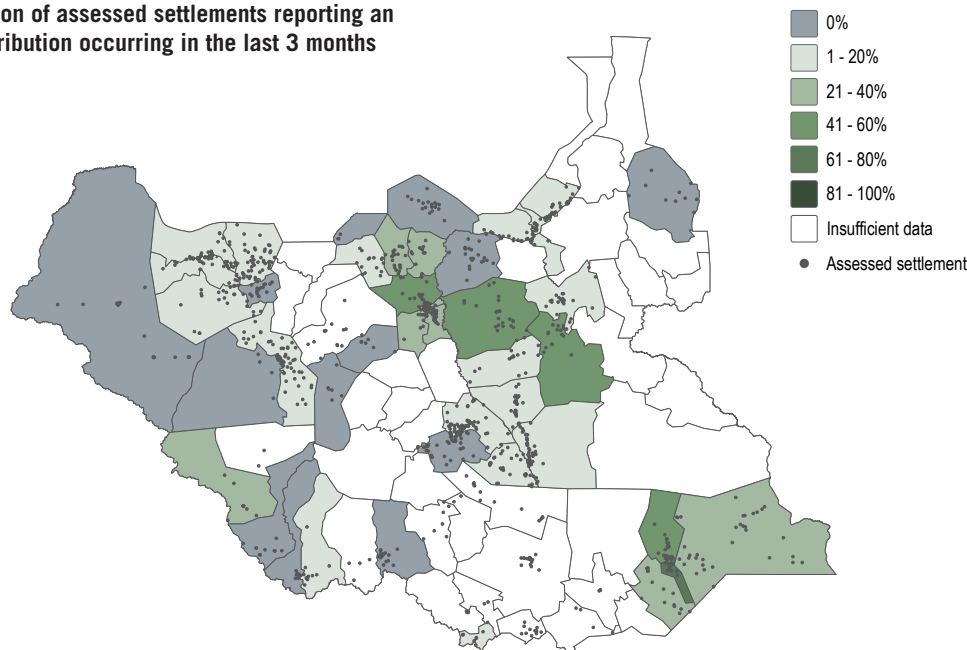 ion of assessed settlements reporting an
ribution occurring in the last 3 months
0%
1 - 20%
21 - 40%
41 - 60%
61 - 80%
81 - 100%
Insufficient data
Assessed settlement